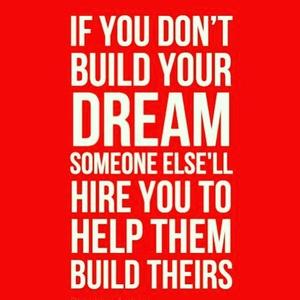 IF YOU DON'T
BUILD YOUR
DREAM
SOMEONE ELSE'LL
HIRE YOU TO
HELP THEM
BUILD THEIRS